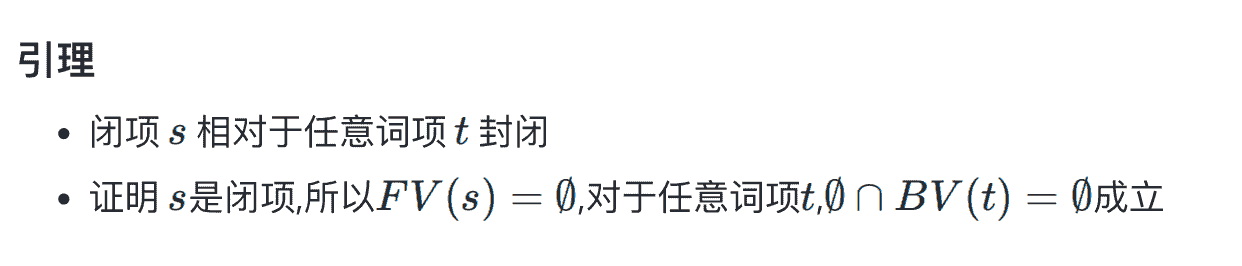 引理
• 闭项 s 相对于任意词项 t 封闭
• 证明 s是闭项,所以FV(s) = ∅,对于任意词项t,∅ ∩ BV(t) = ∅成立